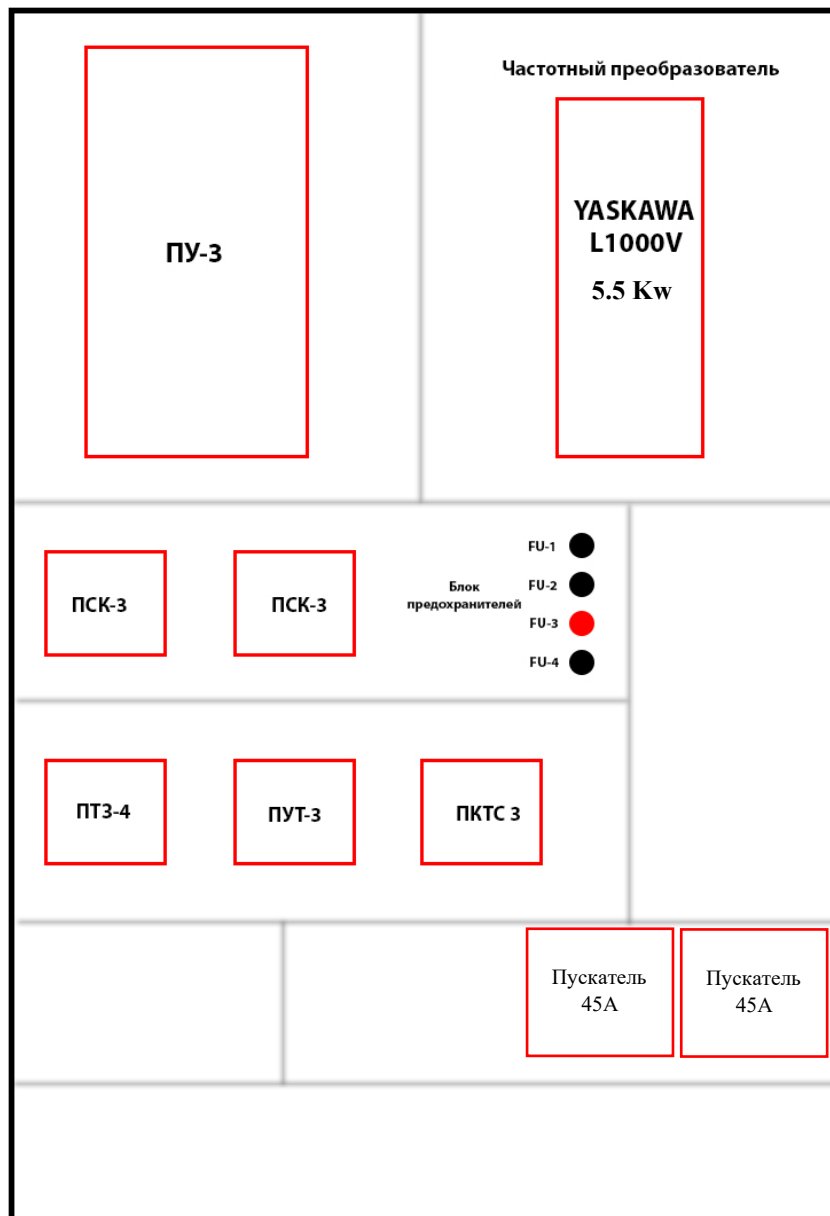 Частотный преобразователь
ПУ-3
YASKAWA
L1000V
5.5 Kw
ПСК-3
ПСК-3
Блок
предохранителей
FU-1
FU-2
FU-3
FU-4
ПТЗ-4
ПУТ-3
ПКТС 3
Пускатель
45А
Пускатель
45А